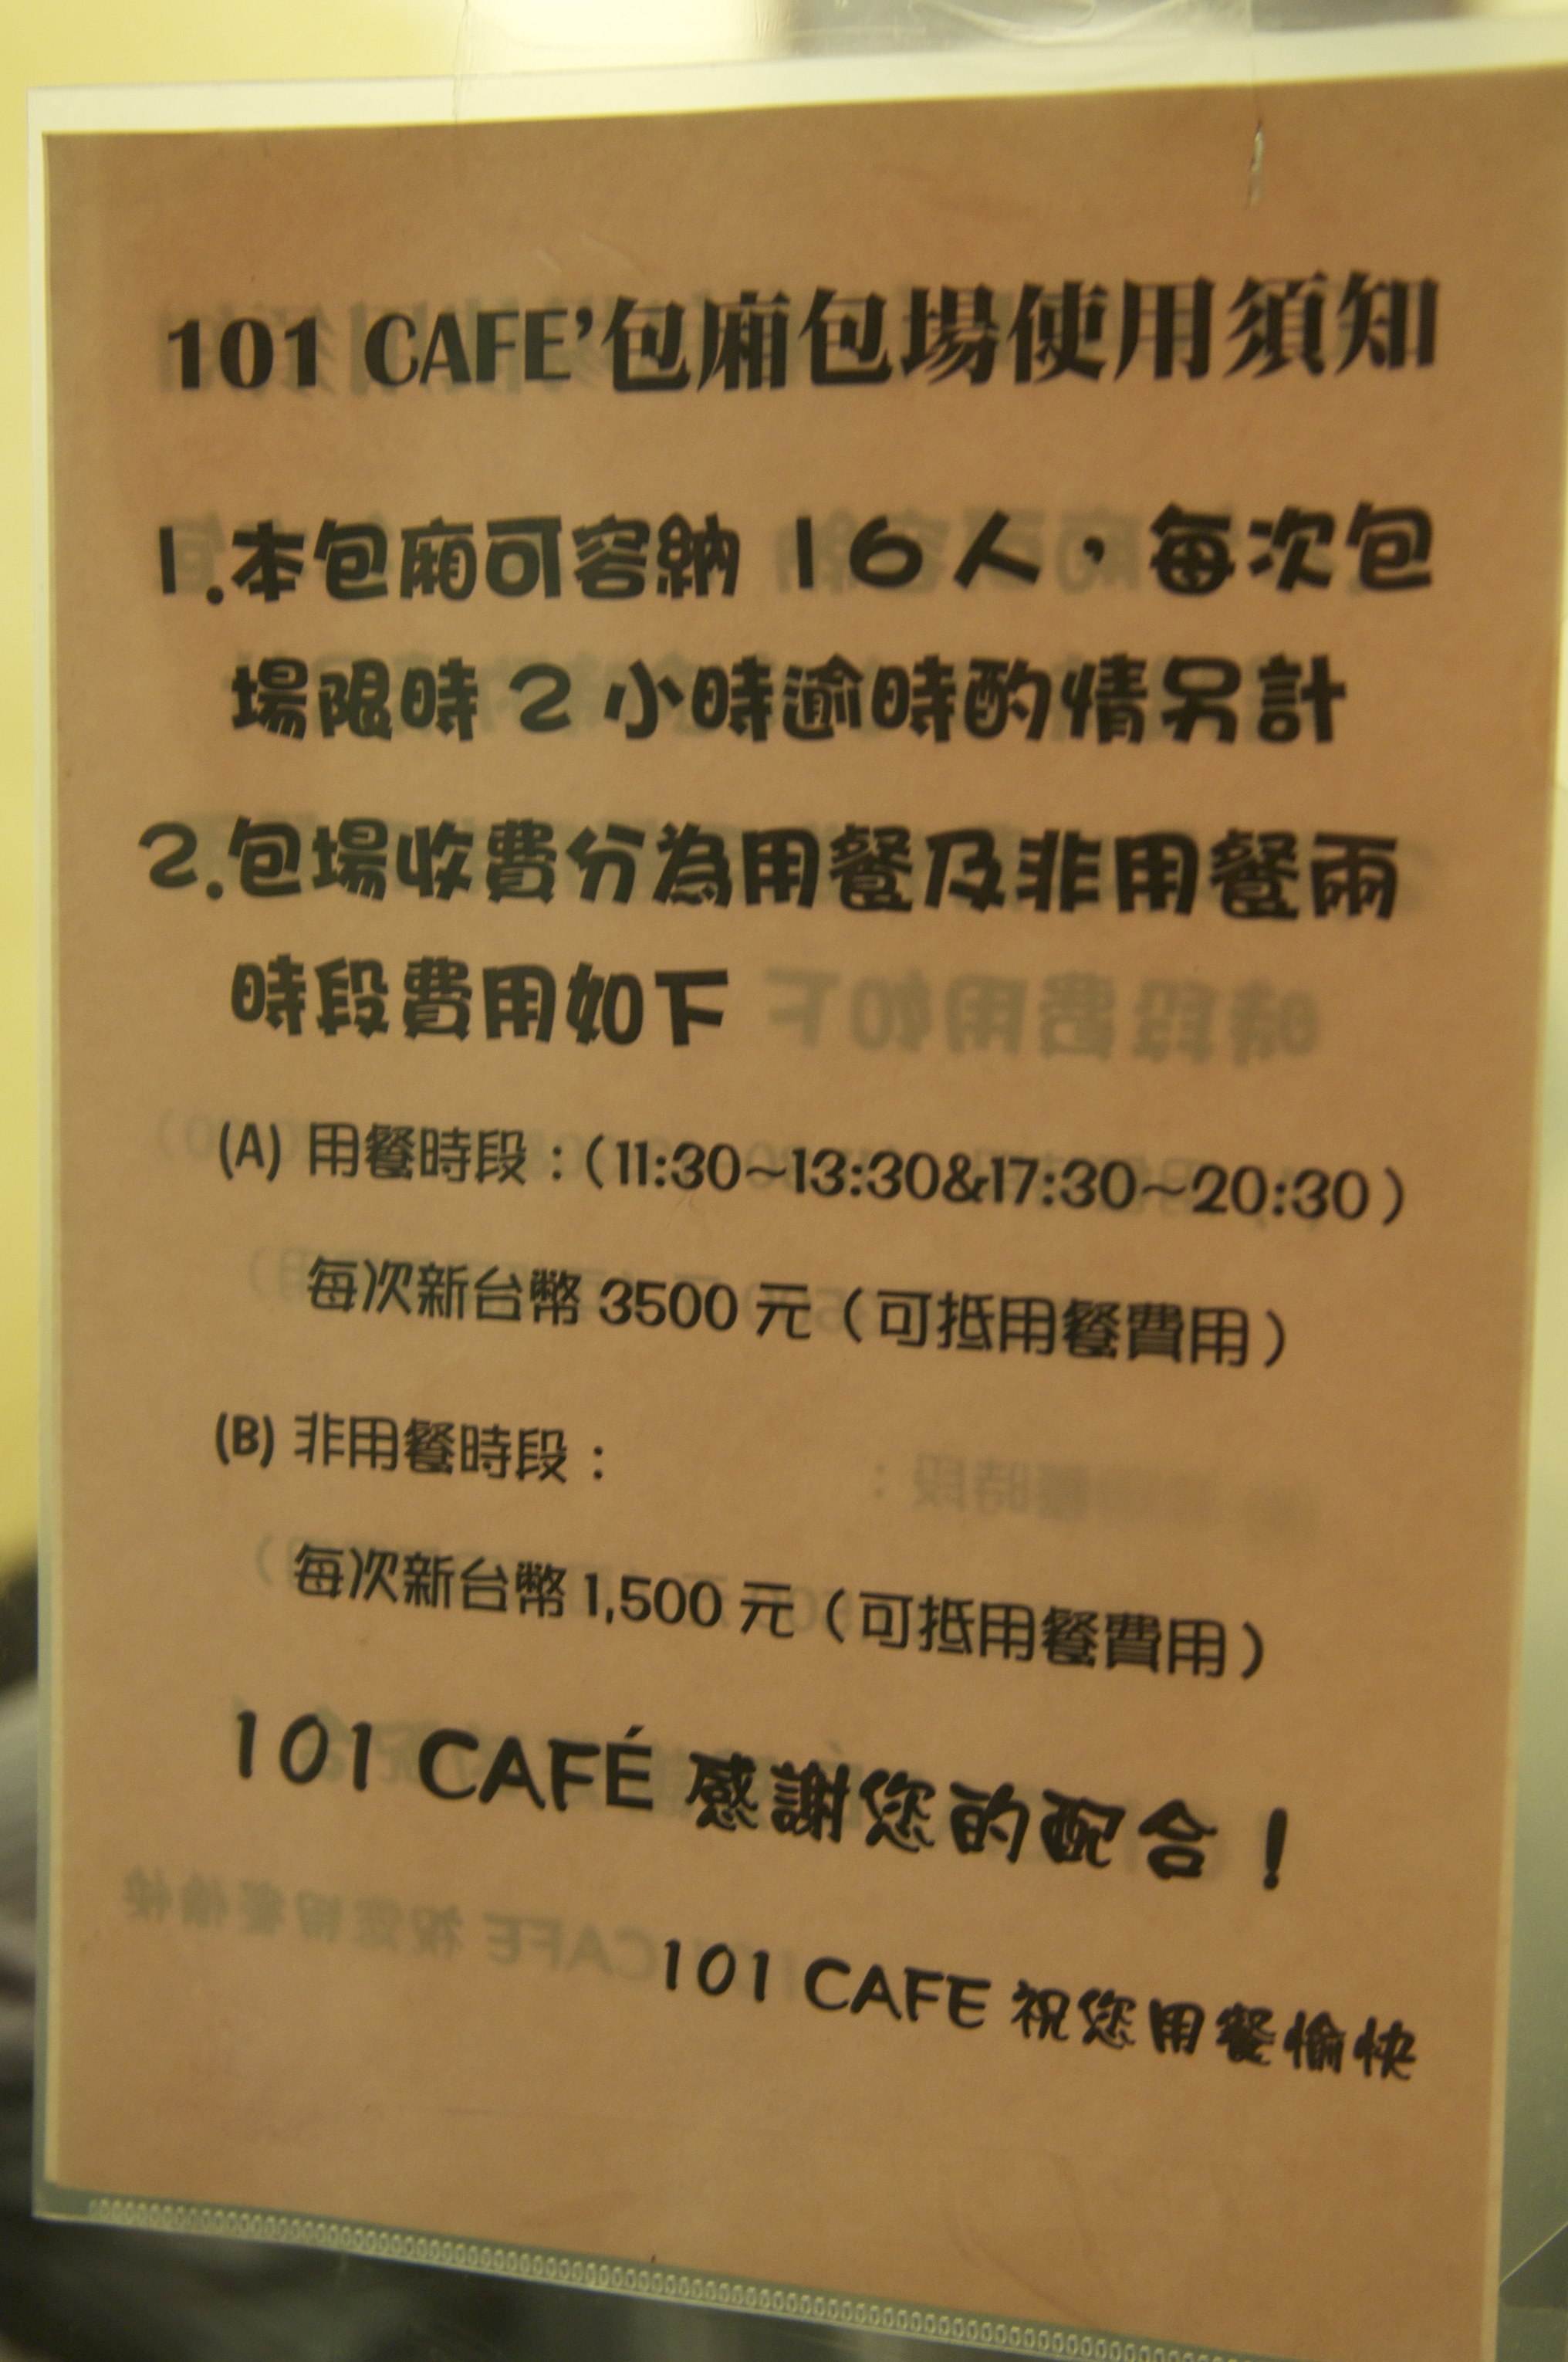 101 CAFE’包廂包場使用須知
1.本包廂可容納 16 人，每次包
場限時 2 小時逾時酌情另計
2.包場收費分為用餐及非用餐兩
時段費用如下
(A) 用餐時段：（11:30~13:30&17:30~20:30）
每次新台幣 3500 元（可抵用餐費用）
(B) 非用餐時段：
每次新台幣 1,500 元（可抵用餐費用）
101 CAFÉ 感謝您的配合！
101 CAFE 祝您用餐愉快